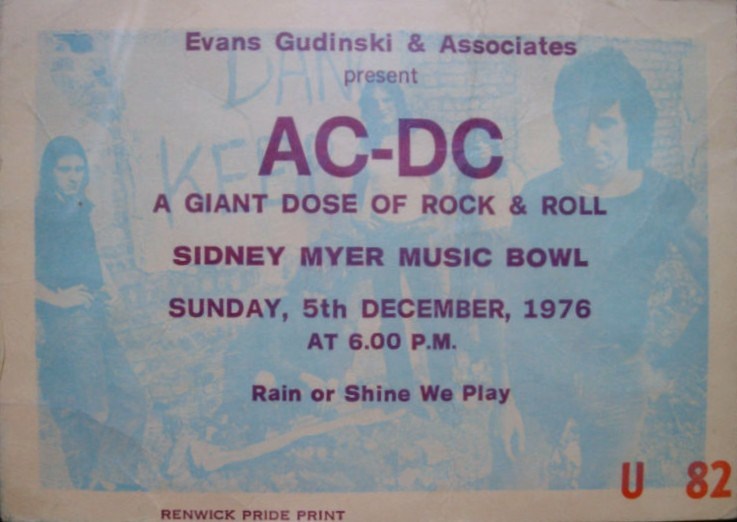 Evans Gudinski & Associates
present
AC-DC
A GIANT DOSE OF ROCK & ROLL
SIDNEY MYER MUSIC BOWL
SUNDAY, 5th DECEMBER, 1976
AT 6.00 P.M.
Rain or Shine We Play
U 82
RENWICK PRIDE PRINT